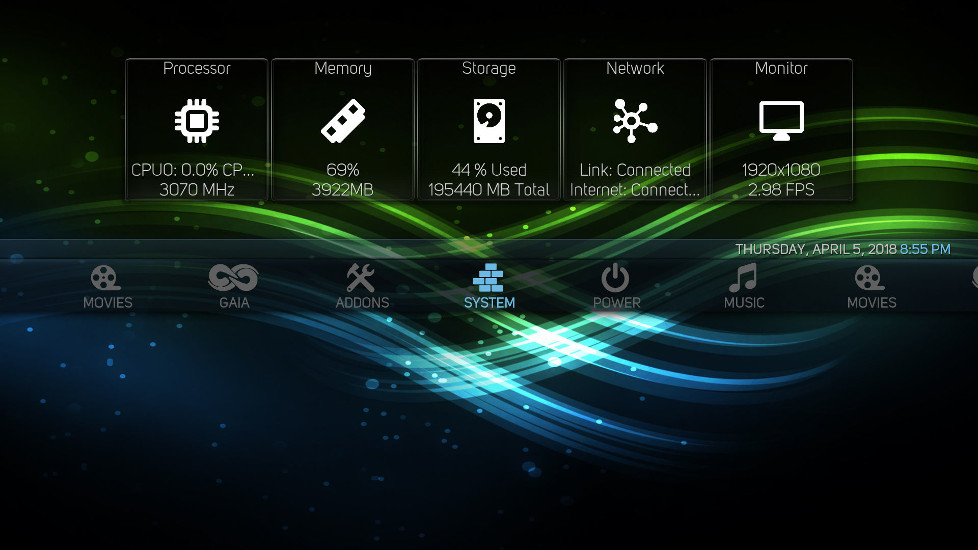 Processor
CPU0: 0.0% CP...
3070 MHz
Memory
69%
3922MB
Storage
44 % Used
195440 MB Total
Network
Link: Connected
Internet: Connect...
Monitor
1920x1080
2.98 FPS
THURSDAY, APRIL 5, 2018 8:55 PM
MOVIES
GAIA
ADDONS
SYSTEM
POWER
MUSIC
MOVIES